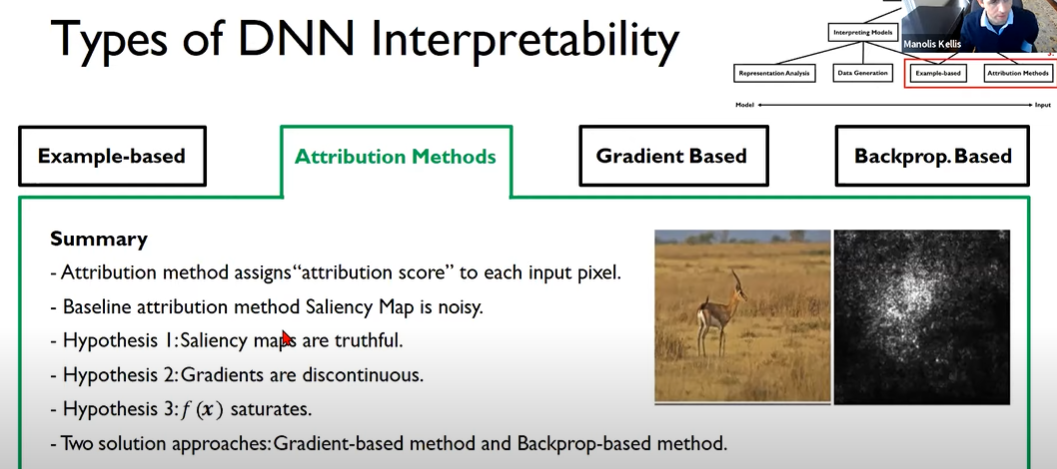 Types of DNN Interpretability
Interpreting Models
Manolis Kellis
Representation Analysis
Data Generation
Example-based
Attribution Methods
Model
Input
Example-based
Attribution Methods
Gradient Based
Backprop. Based
Summary
- Attribution method assigns “attribution score” to each input pixel.
- Baseline attribution method Saliency Map is noisy.
- Hypothesis 1: Saliency maps are truthful.
- Hypothesis 2: Gradients are discontinuous.
- Hypothesis 3: f (x) saturates.
- Two solution approaches: Gradient-based method and Backprop-based method.